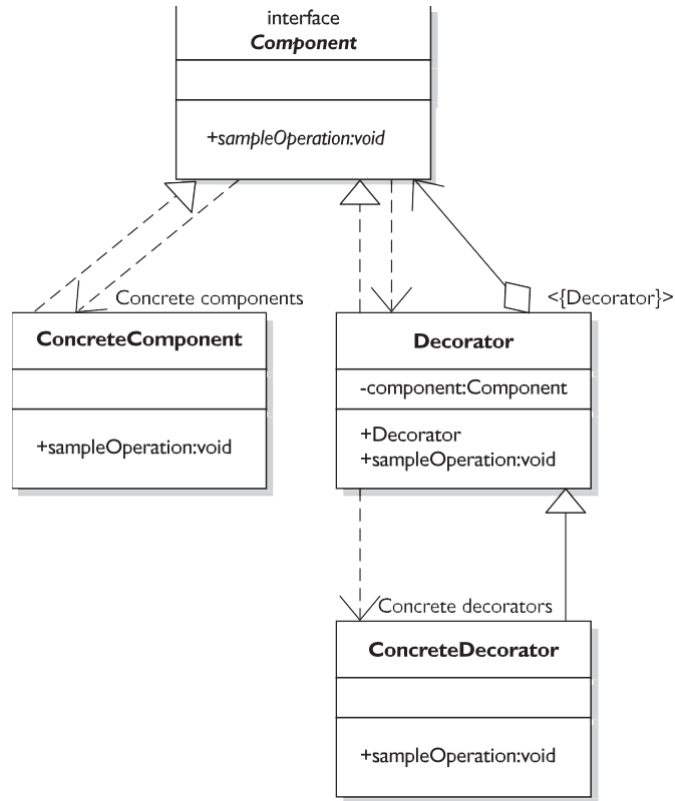 interface
Component
+sampleOperation:void
Concrete components
<{Decorator}>
ConcreteComponent
+sampleOperation:void
Decorator
-component:Component
+Decorator
+sampleOperation:void
Concrete decorators
ConcreteDecorator
+sampleOperation:void